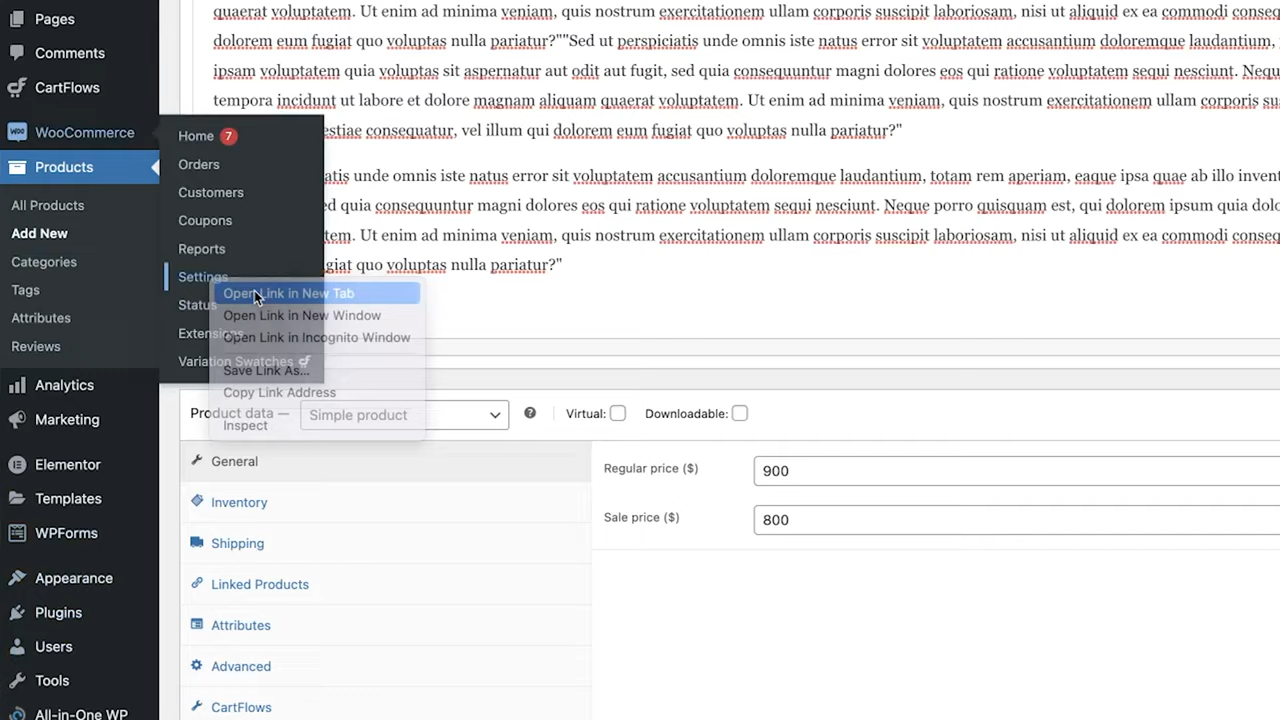 Pages
Comments
CartFlows
WooCommerce
Products
All Products
Add New
Categories
Tags
Attributes
Reviews
Analytics
Marketing
Elementor
Templates
WPForms
Appearance
Plugins
Users
Tools
All-in-One WP
Home 7
Orders
Customers
Coupons
Reports
Settings
Status
Extensions
Variation Swatches
Open Link in New Tab
Open Link in New Window
Open Link in Incognito Window
Save Link As...
Copy Link Address
Inspect
quaerat voluptatem. Ut enim ad minima veniam, quis nostrum exercitationem ullam corporis suscipit laboriosam, nisi ut aliquid ex ea commodi conseq
dolorem eum fugiat quo voluptas nulla pariatur?""Sed ut perspiciatis unde omnis iste natus error sit voluptatem accusantium doloremque laudantium,
ipsam voluptatem quia voluptas sit aspernatur aut odit aut fugit, sed quia consequuntur magni dolores eos qui ratione voluptatem sequi nesciunt. Nequ
tempora incidunt ut labore et dolore magnam aliquam quaerat voluptatem. Ut enim ad minima veniam, quis nostrum exercitationem ullam corporis su
estiae consequatur, vel illum qui dolorem eum fugiat quo voluptas nulla pariatur?"
atis unde omnis iste natus error sit voluptatem accusantium doloremque laudantium, totam rem aperiam, eaque ipsa quae ab illo invent
d quia consequuntur magni dolores eos qui ratione voluptatem sequi nesciunt. Neque porro quisquam est, qui dolorem ipsum quia dolo
tem. Ut enim ad minima veniam, quis nostrum exercitationem ullam corporis suscipit laboriosam, nisi ut aliquid ex ea commodi conseq
giat quo voluptas nulla pariatur?"
Product data — Simple product Virtual: Downloadable:
General
Inventory
Shipping
Linked Products
Attributes
Advanced
CartFlows
Regular price ($) 900
Sale price ($) 800